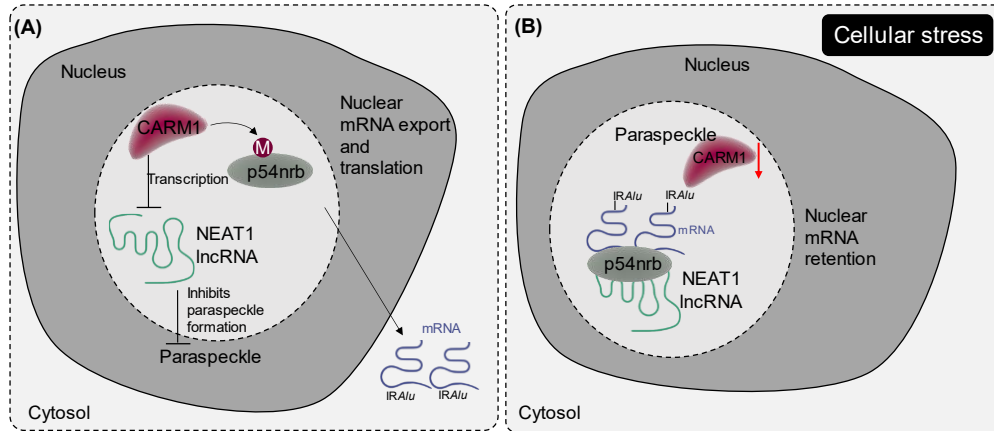 (A)
Nucleus
CARM1
M
p54nrb
Nuclear
mRNA export
and
translation
Transcription
NEAT1
lncRNA
Inhibits
paraspeckle
formation
Paraspeckle
mRNA
IRAlu IRAlu
Cytosol
(B)
Cellular stress
Nucleus
Paraspeckle
CARM1
IRAlu IRAlu
mRNA
p54nrb
NEAT1
lncRNA
Nuclear
mRNA
retention
Cytosol